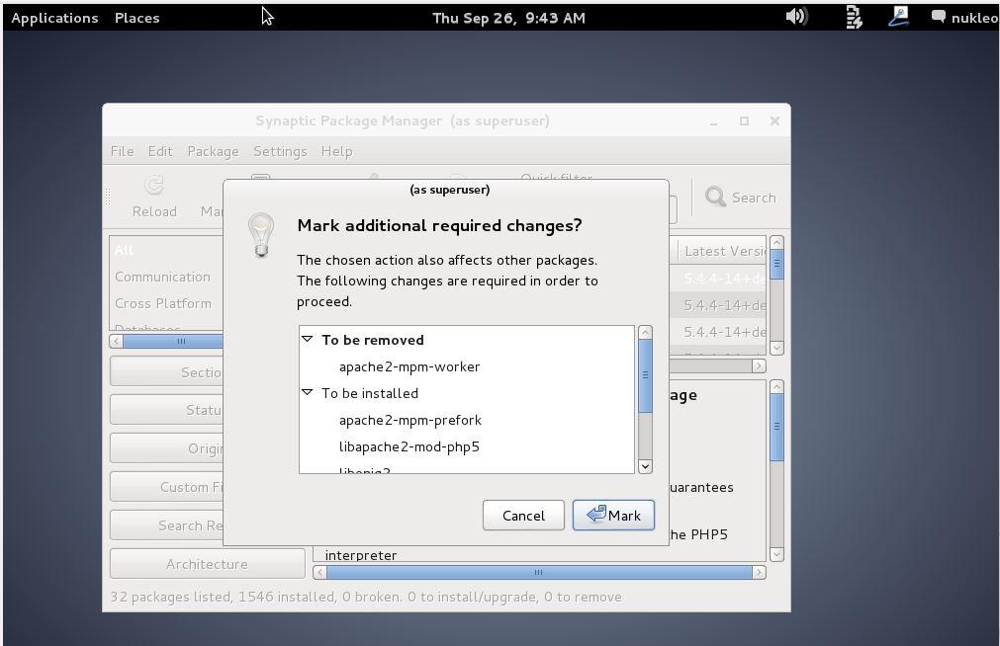 Applications Places Thu Sep 26, 9:43 AM nukleo
Synaptic Package Manager (as superuser)
File Edit Package Settings Help
Quick filter
Reload Mar Search
(as superuser)
Mark additional required changes?
The chosen action also affects other packages.
The following changes are required in order to
proceed.
To be removed
apache2-mpm-worker
To be installed
apache2-mpm-prefork
libapache2-mod-php5
libonig2
Cancel Mark
All
Communication
Cross Platform
Databases
Latest Versi
5.4.4-14+de
5.4.4-14+de
5.4.4-14+de
Sectio
Statu
Origi
Custom Fi
Search Re
Architecture
age
uarantees
he PHP5
interpreter
32 packages listed, 1546 installed, 0 broken. 0 to install/upgrade, 0 to remove